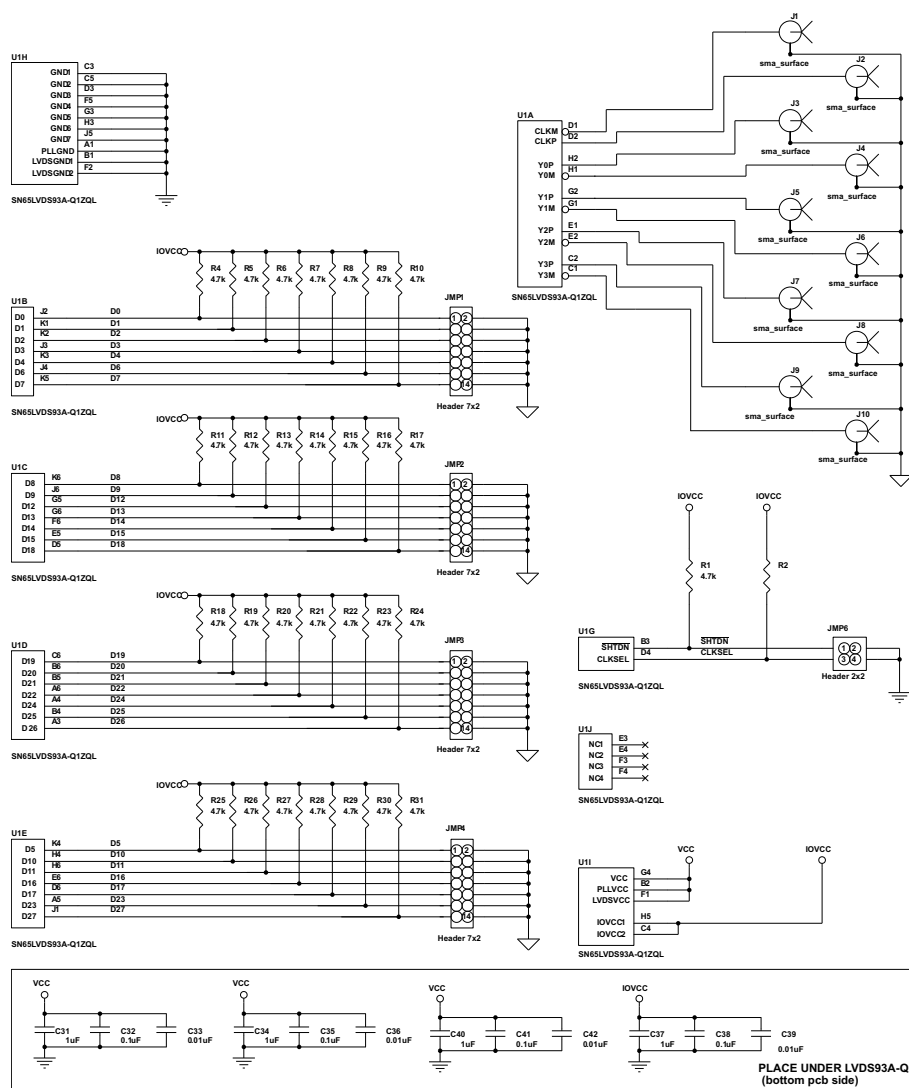 U1H
GND1 C3
GND2 C5
GND3 D3
GND4 F5
GND5 G3
GND6 H3
GND7 J5
PLLGND A1
LVDSGND1 B1
LVDSGND2 F2
SN65LVDS93A-Q1ZQL
U1A
CLKM D1
CLKP D2
Y0P H2
Y0M H1
Y1P G2
Y1M G1
Y2P E1
Y2M E2
Y3P C2
Y3M C1
SN65LVDS93A-Q1ZQL
J1
sma_surface
J2
sma_surface
J3
sma_surface
J4
sma_surface
J5
sma_surface
J6
sma_surface
J7
sma_surface
J8
sma_surface
J9
sma_surface
J10
sma_surface
IOVCC
R4 R5 R6 R7 R8 R9 R10
4.7k 4.7k 4.7k 4.7k 4.7k 4.7k 4.7k
U1B
JMP1
D0 J2 D0 1 2
D1 K1 D1
D2 K2 D2
D3 J3 D3
D4 K3 D4
D6 J4 D6
D7 K5 D7 14
SN65LVDS93A-Q1ZQL
Header 7x2
IOVCC
R11 R12 R13 R14 R15 R16 R17
4.7k 4.7k 4.7k 4.7k 4.7k 4.7k 4.7k
U1C
JMP2
D8 K6 D8 1 2
D9 J6 D9
D12 G5 D12
D13 G6 D13
D14 F6 D14
D15 E5 D15
D18 D5 D18 14
SN65LVDS93A-Q1ZQL
Header 7x2
IOVCC
R18 R19 R20 R21 R22 R23 R24
4.7k 4.7k 4.7k 4.7k 4.7k 4.7k 4.7k
U1D
JMP3
D19 C6 D19 1 2
D20 B6 D20
D21 B5 D21
D22 A6 D22
D24 A4 D24
D25 B4 D25
D26 A3 D26 14
SN65LVDS93A-Q1ZQL
Header 7x2
IOVCC
R25 R26 R27 R28 R29 R30 R31
4.7k 4.7k 4.7k 4.7k 4.7k 4.7k 4.7k
U1E
JMP4
D5 K4 D5 1 2
D10 H4 D10
D11 H6 D11
D16 E6 D16
D17 D6 D17
D23 A5 D23
D27 J1 D27 14
SN65LVDS93A-Q1ZQL
Header 7x2
IOVCC IOVCC
R1 R2
4.7k
U1G
JMP6
SHTDN B3 SHTDN 1 2
CLKSEL D4 CLKSEL 3 4
SN65LVDS93A-Q1ZQL
Header 2x2
U1J
NC1 E3
NC2 E4
NC3 F3
NC4 F4
SN65LVDS93A-Q1ZQL
VCC IOVCC
U1I
VCC G4
PLLVCC B2
LVDSVCC F1
IOVCC1 H5
IOVCC2 C4
SN65LVDS93A-Q1ZQL
VCC VCC VCC IOVCC
C31 C32 C33 C34 C35 C36 C40 C41 C42 C37 C38 C39
1uF 0.1uF 0.01uF 1uF 0.1uF 0.01uF 1uF 0.1uF 0.01uF 1uF 0.1uF 0.01uF
PLACE UNDER LVDS93A-Q
(bottom pcb side)